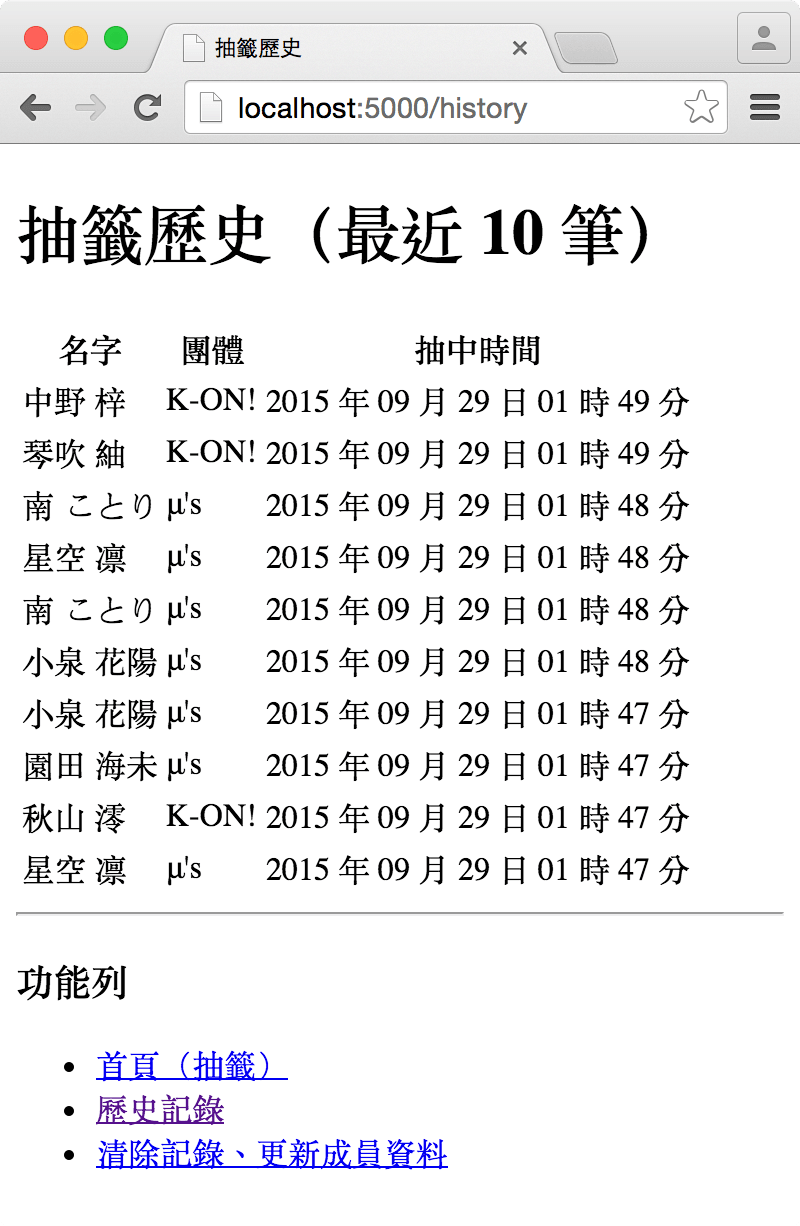 抽籤歷史
localhost:5000/history
抽籤歷史（最近 10 筆）
名字 團體 抽中時間
中野 梓 K-ON! 2015 年 09 月 29 日 01 時 49 分
琴吹 紬 K-ON! 2015 年 09 月 29 日 01 時 49 分
南 ことり μ's 2015 年 09 月 29 日 01 時 48 分
星空 凛 μ's 2015 年 09 月 29 日 01 時 48 分
南 ことり μ's 2015 年 09 月 29 日 01 時 48 分
小泉 花陽 μ's 2015 年 09 月 29 日 01 時 48 分
小泉 花陽 μ's 2015 年 09 月 29 日 01 時 47 分
園田 海未 μ's 2015 年 09 月 29 日 01 時 47 分
秋山 澪 K-ON! 2015 年 09 月 29 日 01 時 47 分
星空 凛 μ's 2015 年 09 月 29 日 01 時 47 分
功能列
首頁（抽籤）
歷史記錄
清除記錄、更新成員資料